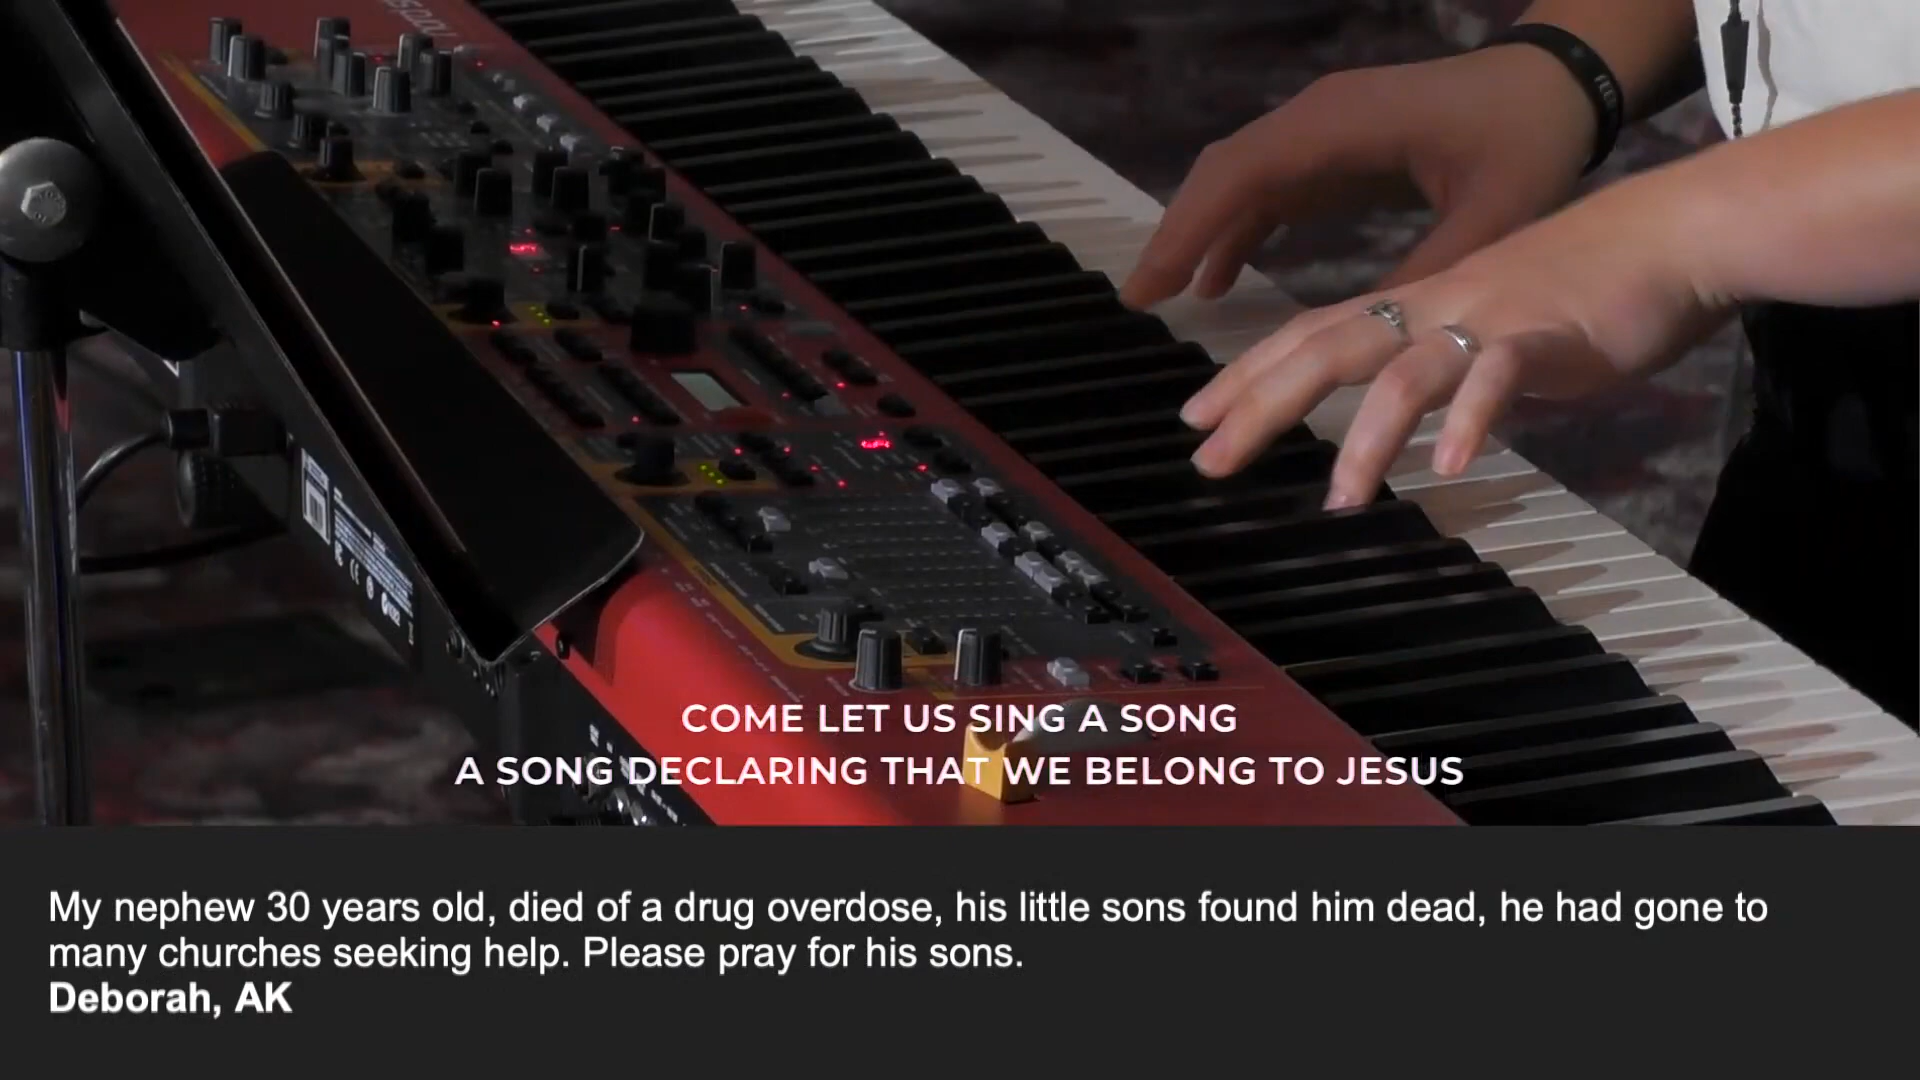 COME LET US SING A SONG
A SONG DECLARING THAT WE BELONG TO JESUS
My nephew 30 years old, died of a drug overdose, his little sons found him dead, he had gone to
many churches seeking help. Please pray for his sons.
Deborah, AK